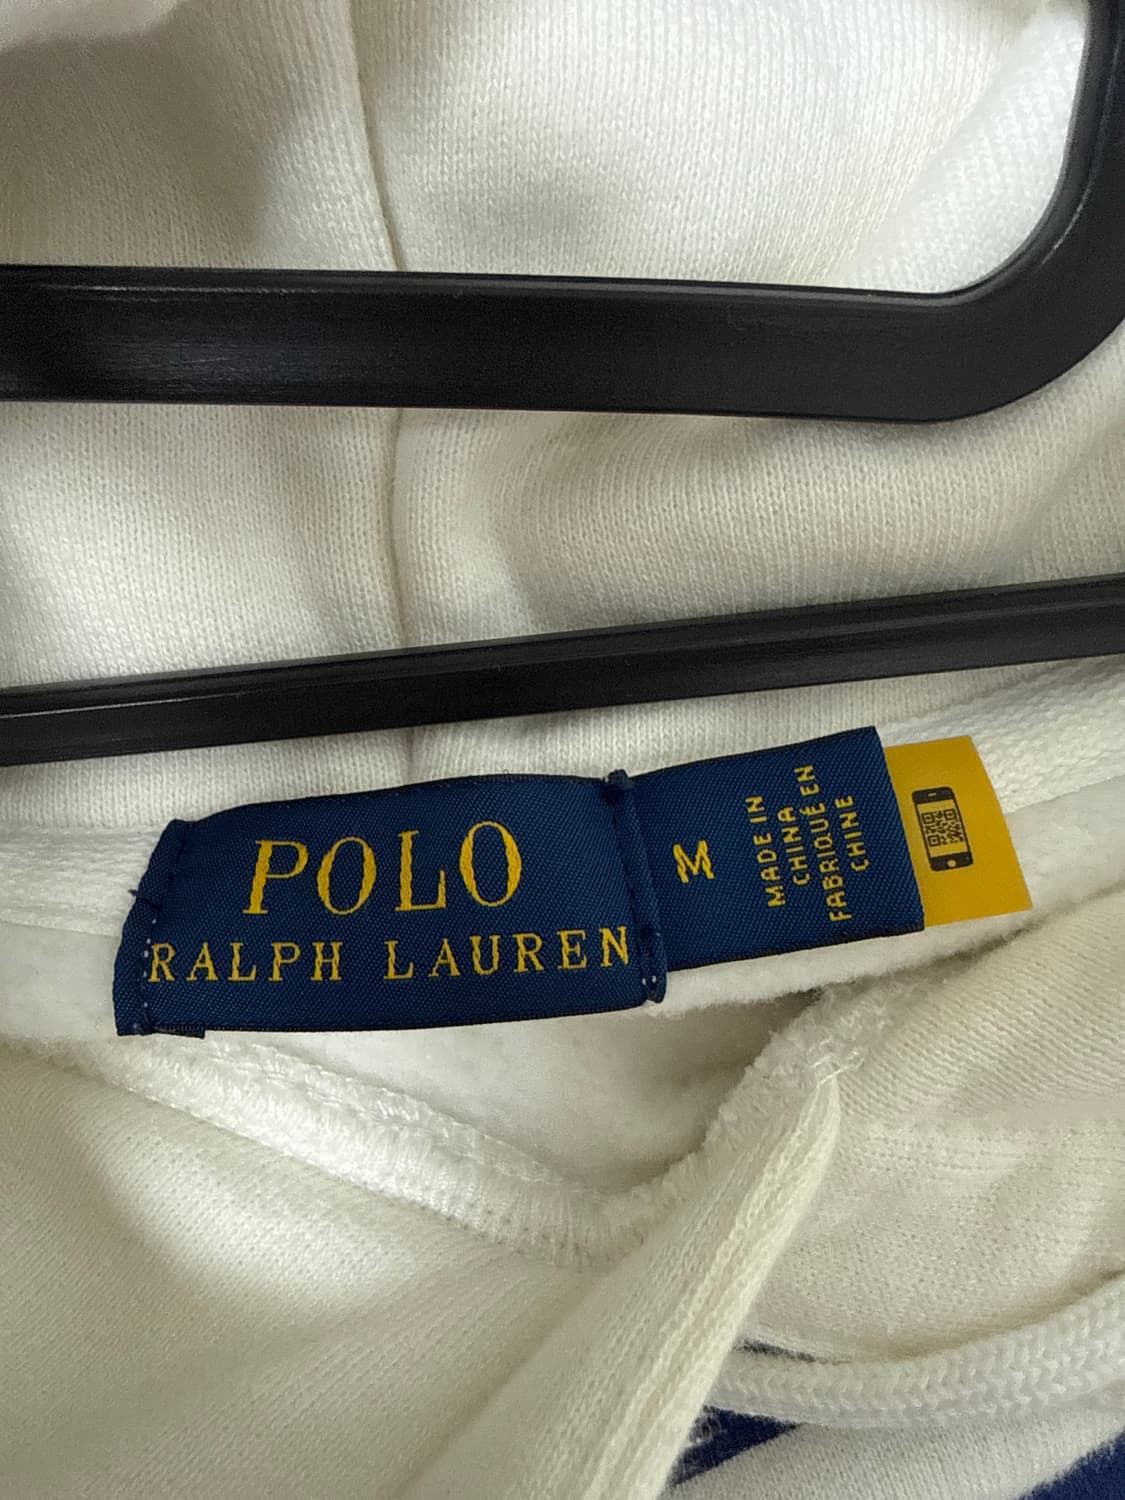 POLO
RALPH LAUREN
M
MADE IN
CHINA
FABRIQUÉ EN
CHINE